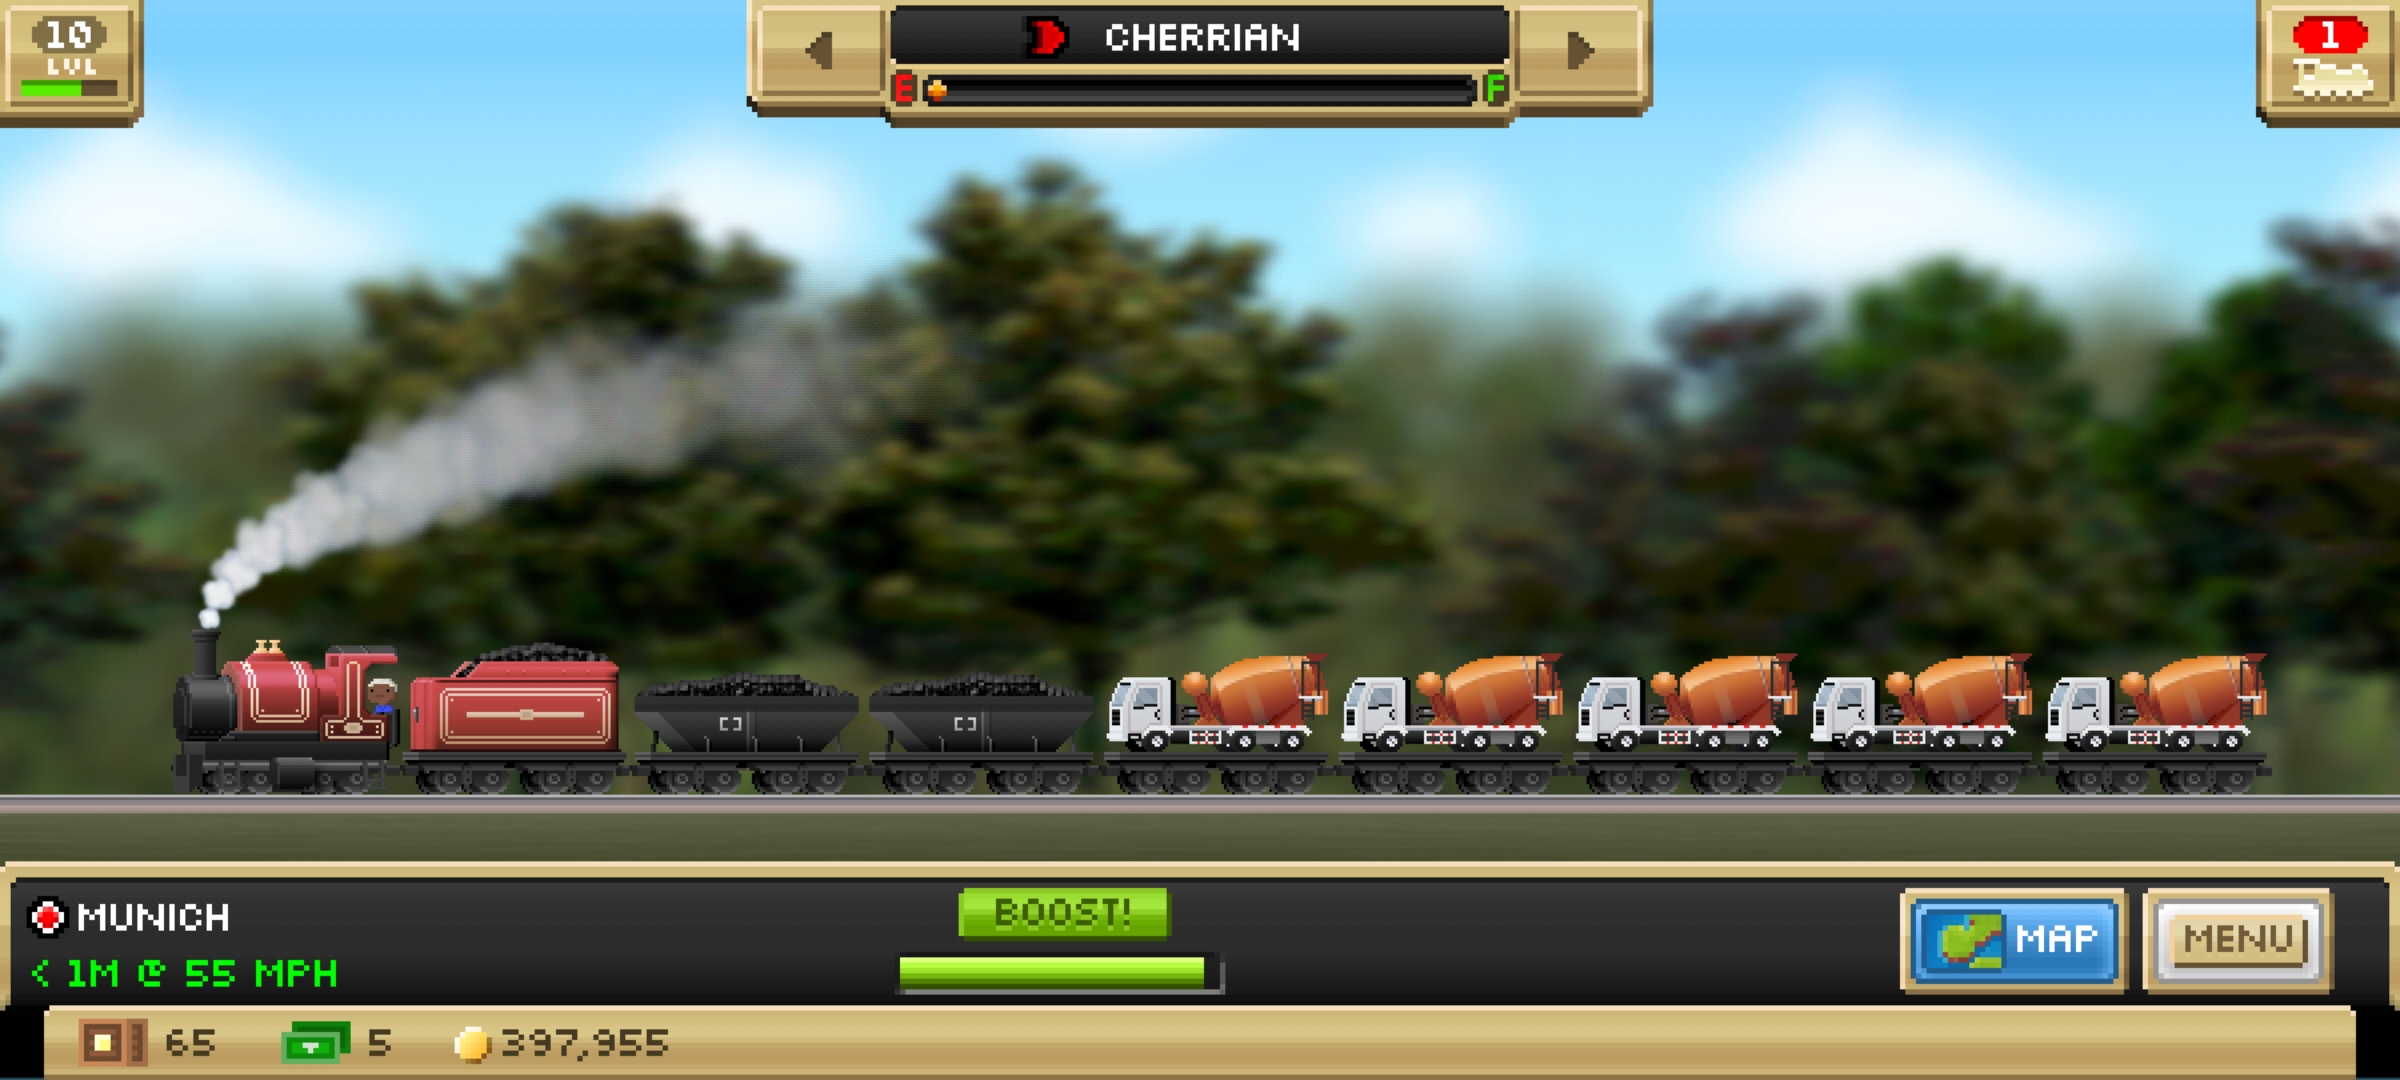 10
LVL
CHERRIAN
E F
1
MUNICH
< 1M @ 55 MPH
BOOST!
MAP
MENU
65 5 397,955